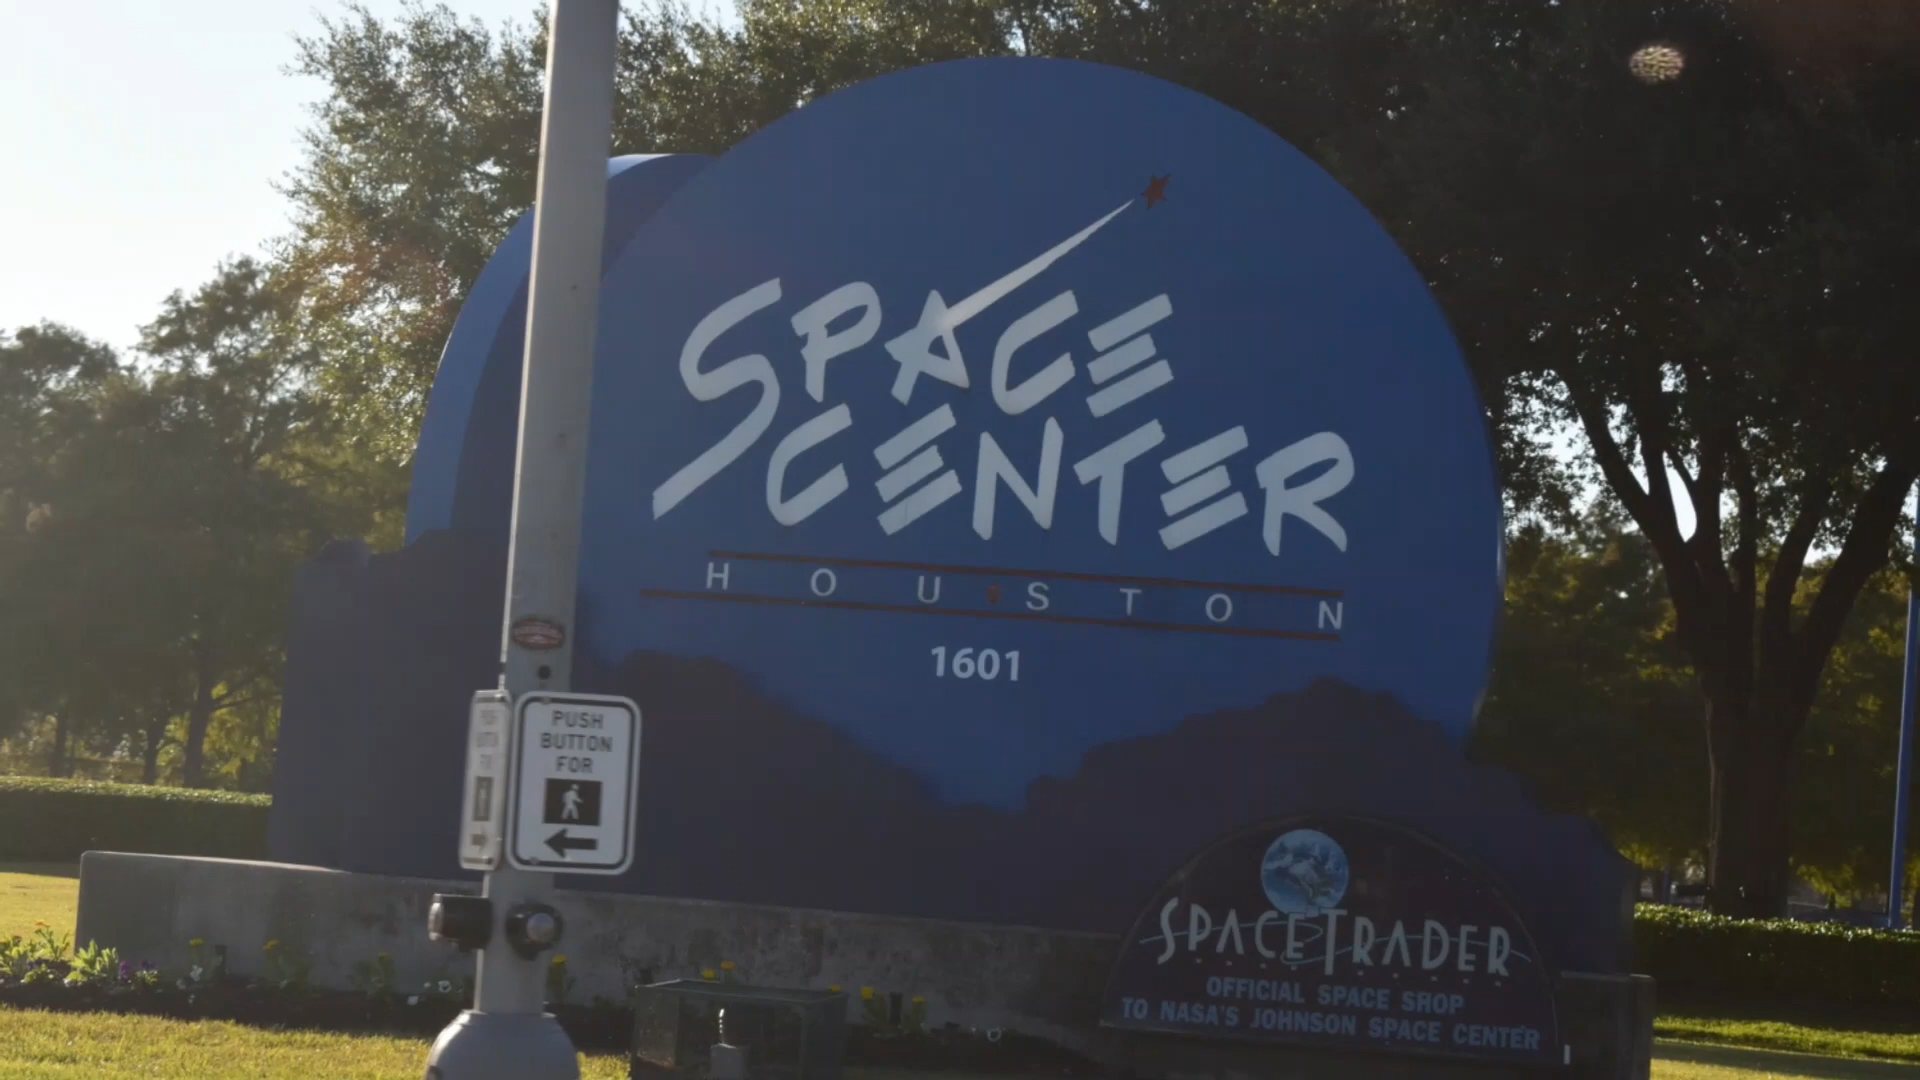 SPACE
CENTER
HOUSTON
1601
PUSH
BUTTON
FOR
SPACETRADER
OFFICIAL SPACE SHOP
TO NASA'S JOHNSON SPACE CENTER